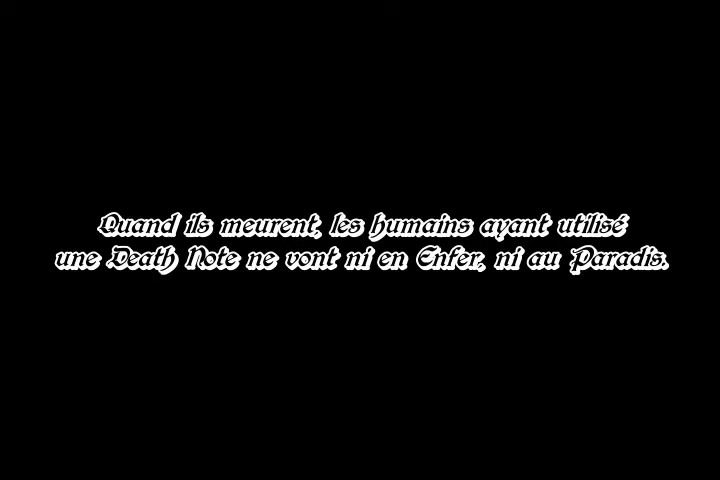 Quand ils meurent, les humains ayant utilisé
une Death Note ne vont ni en Enfer, ni au Paradis.